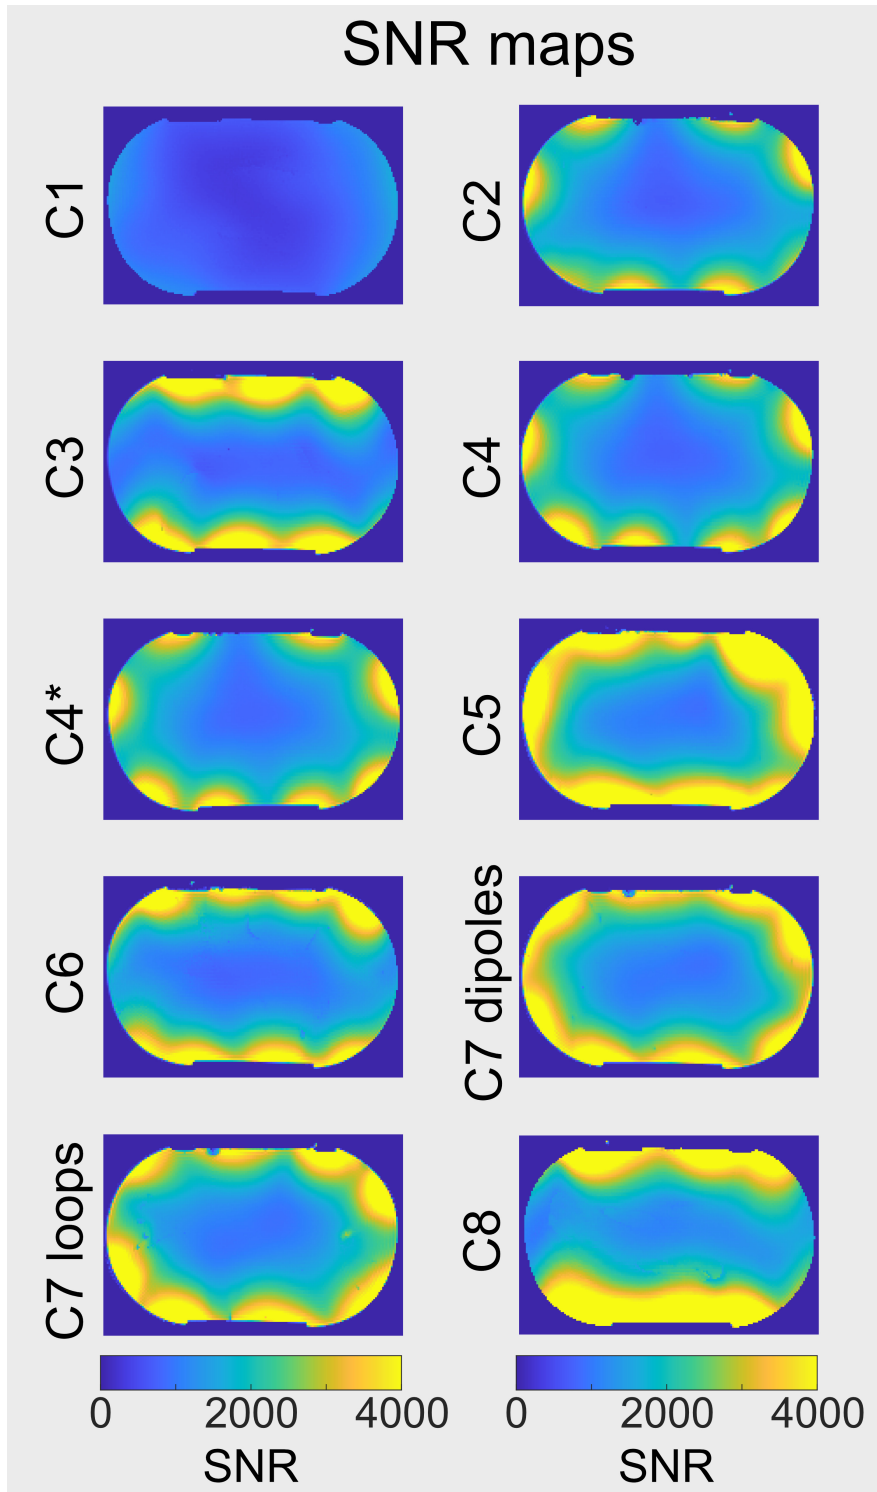 SNR maps
C1
C2
C3
C4
C4*
C5
C6
C7 dipoles
C7 loops
C8
0 2000 4000
0 2000 4000
SNR
SNR